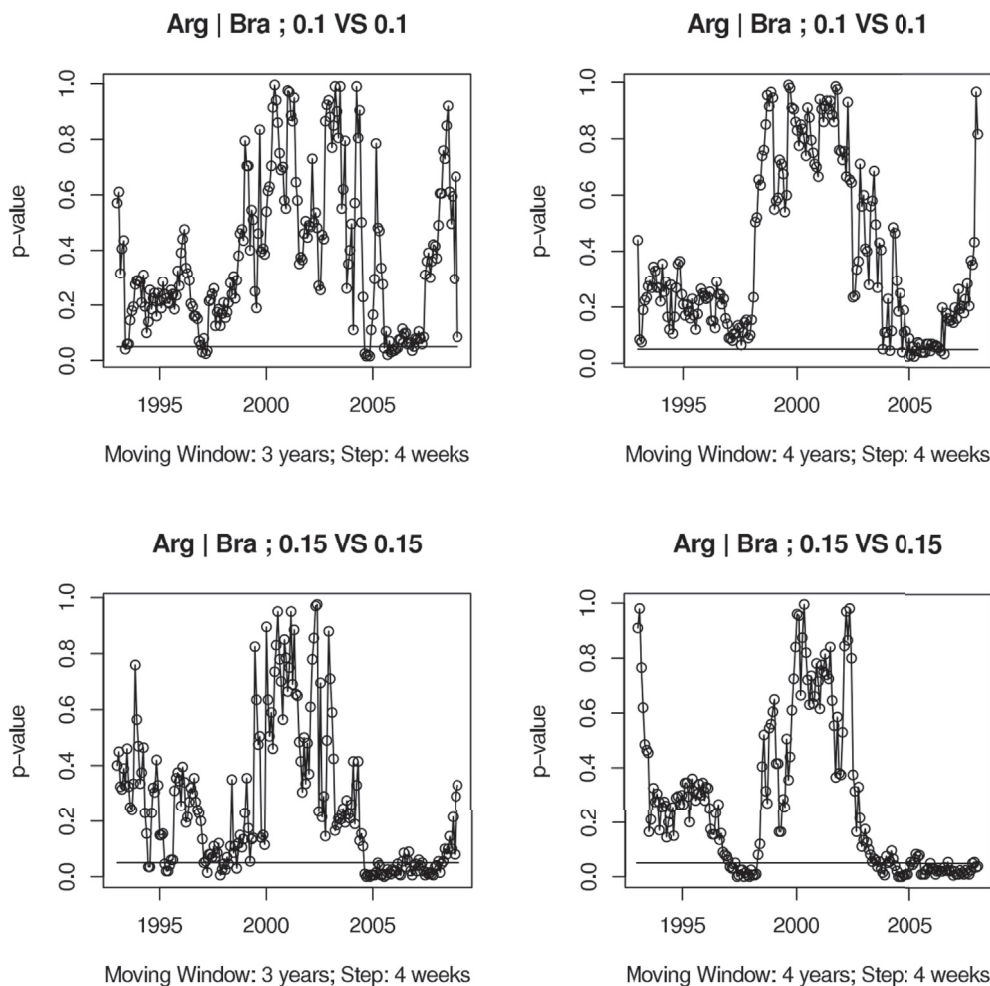 Arg | Bra ; 0.1 VS 0.1
p-value
1.0
0.8
0.6
0.4
0.2
0.0
1995 2000 2005
Moving Window: 3 years; Step: 4 weeks
Arg | Bra ; 0.1 VS 0.1
p-value
1.0
0.8
0.6
0.4
0.2
0.0
1995 2000 2005
Moving Window: 4 years; Step: 4 weeks
Arg | Bra ; 0.15 VS 0.15
p-value
1.0
0.8
0.6
0.4
0.2
0.0
1995 2000 2005
Moving Window: 3 years; Step: 4 weeks
Arg | Bra ; 0.15 VS 0.15
p-value
1.0
0.8
0.6
0.4
0.2
0.0
1995 2000 2005
Moving Window: 4 years; Step: 4 weeks